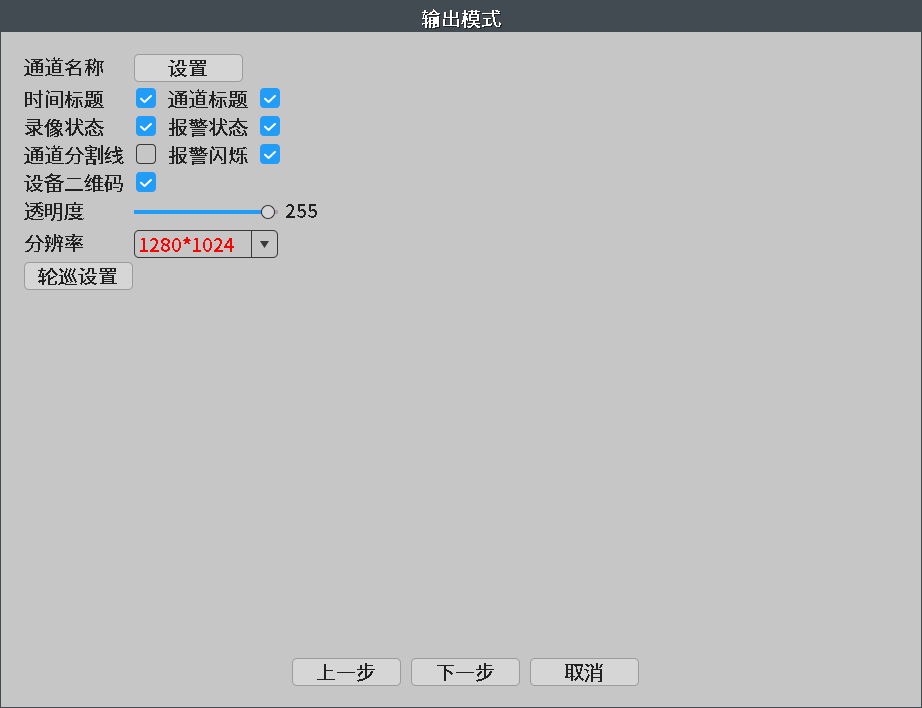 输出模式
通道名称 设置
时间标题 通道标题
录像状态 报警状态
通道分割线 报警闪烁
设备二维码
透明度 255
分辨率 1280*1024
轮巡设置
上一步 下一步 取消